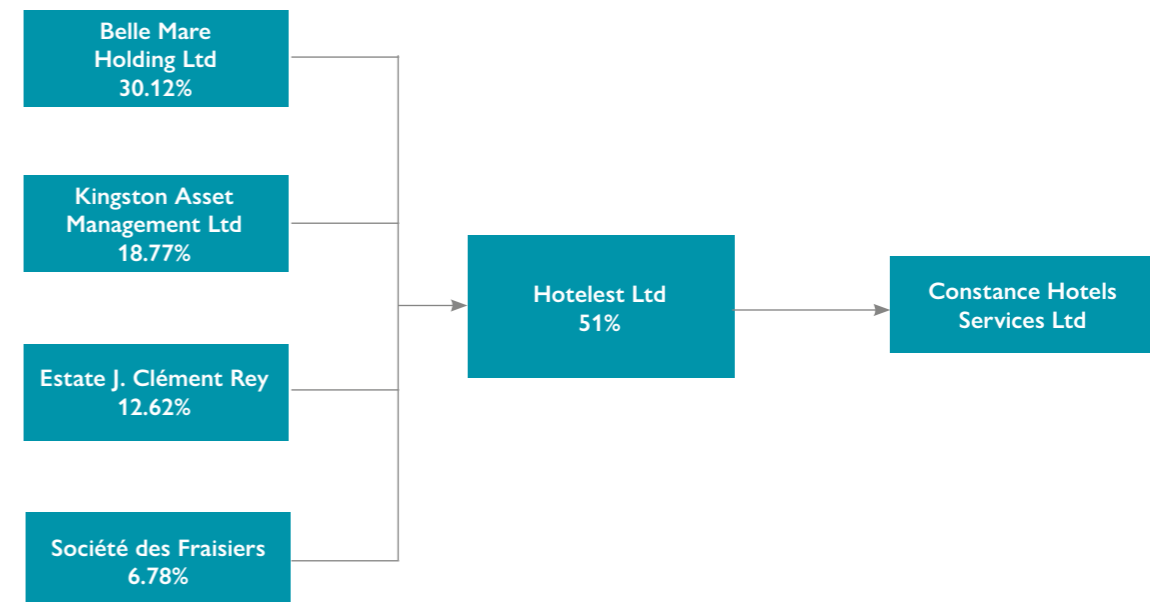 Belle Mare
Holding Ltd
30.12%
Kingston Asset
Management Ltd
18.77%
Estate J. Clément Rey
12.62%
Société des Fraisiers
6.78%
Hotelest Ltd
51%
Constance Hotels
Services Ltd